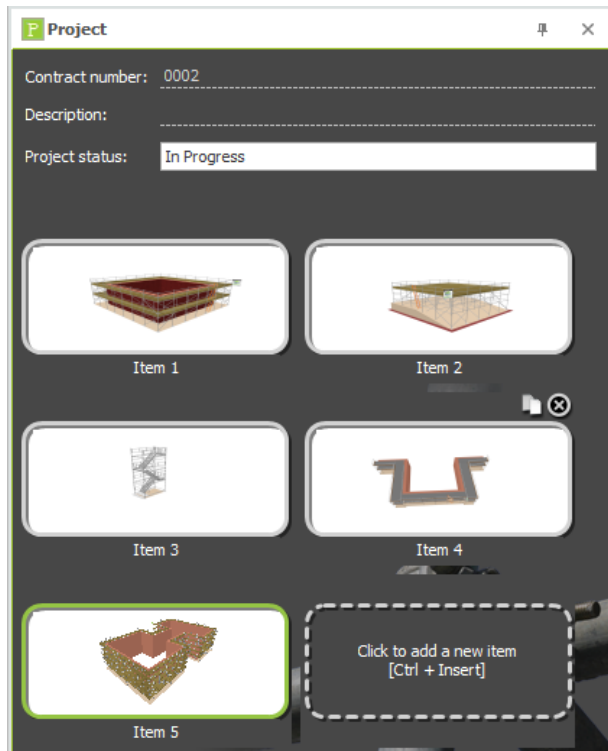 P Project
Contract number: 0002
Description:
Project status: In Progress
Item 1
Item 2
Item 3
Item 4
Item 5
Click to add a new item
[Ctrl + Insert]